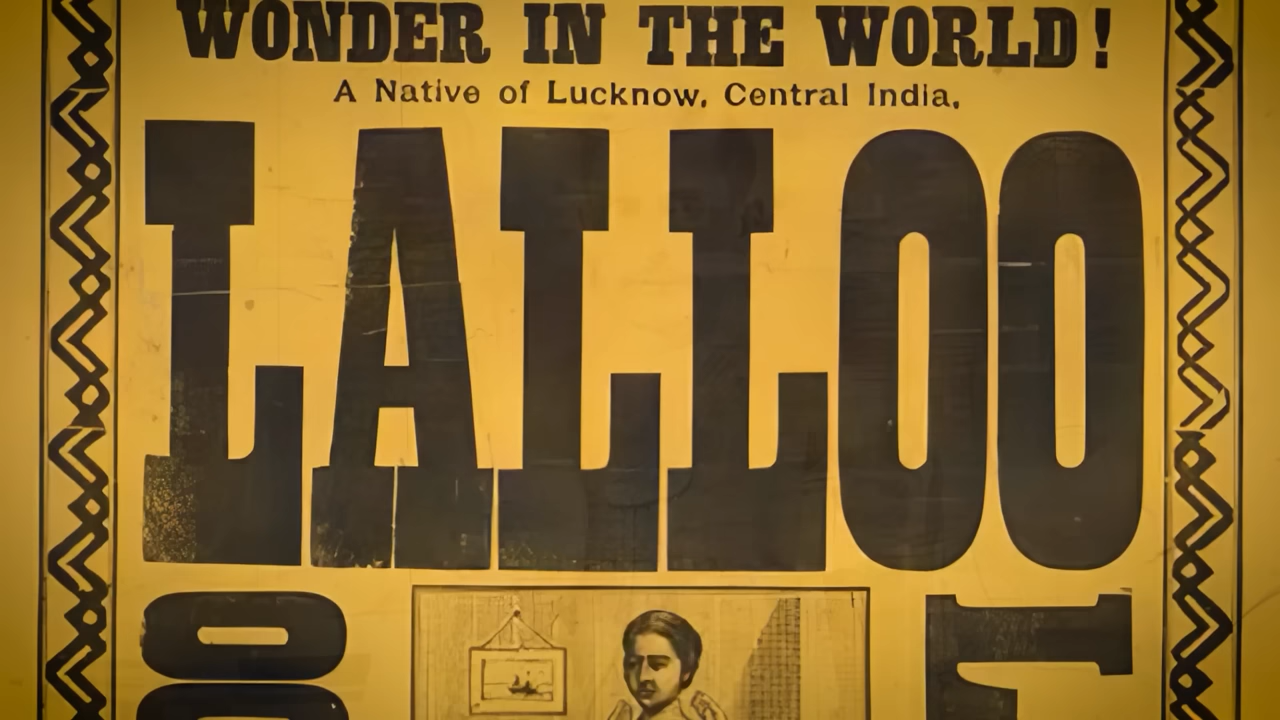 WONDER IN THE WORLD!
A Native of Lucknow, Central India,
LALLOO